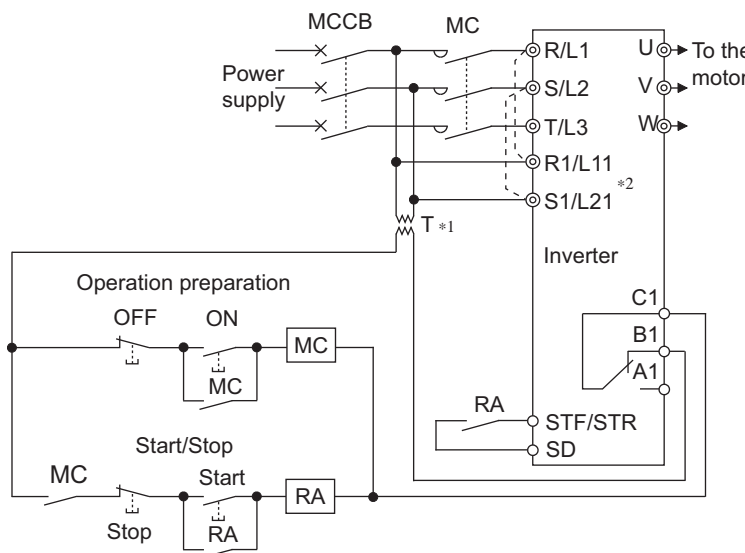 MCCB
MC
R/L1
U
To the
Power
supply
S/L2
V
motor
T/L3
W
R1/L11
*2
S1/L21
T *1
Inverter
Operation preparation
C1
OFF
ON
B1
MC
A1
MC
RA
STF/STR
Start/Stop
SD
MC
Start
RA
Stop
RA